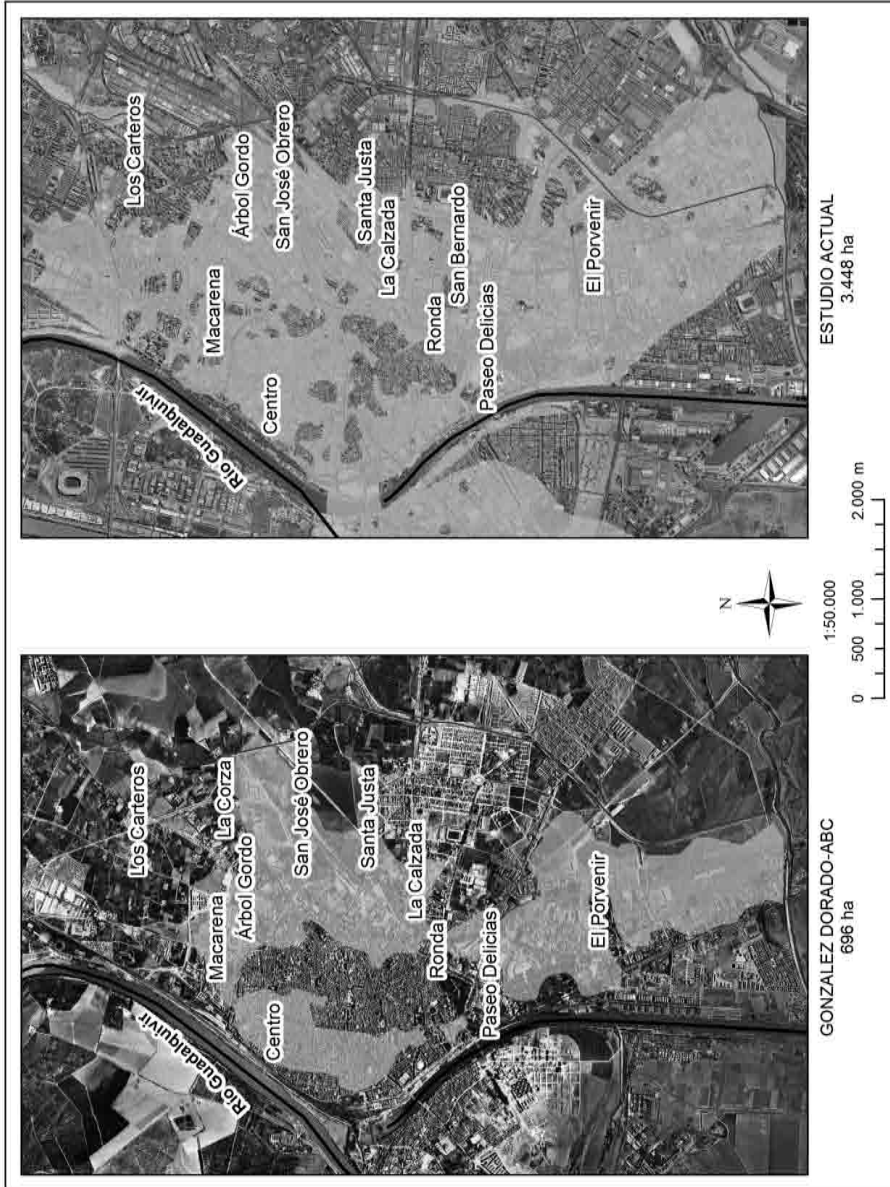 Río Guadalquivir
Centro
Macarena
Árbol Gordo
La Corza
Los Carteros
San José Obrero
Santa Justa
La Calzada
Ronda
Paseo Delicias
El Porvenir
GONZALEZ DORADO-ABC
696 ha
N
1:50.000
0 500 1.000 2.000 m
Río Guadalquivir
Centro
Macarena
Árbol Gordo
Los Carteros
San José Obrero
Santa Justa
La Calzada
Ronda
San Bernardo
Paseo Delicias
El Porvenir
ESTUDIO ACTUAL
3.448 ha